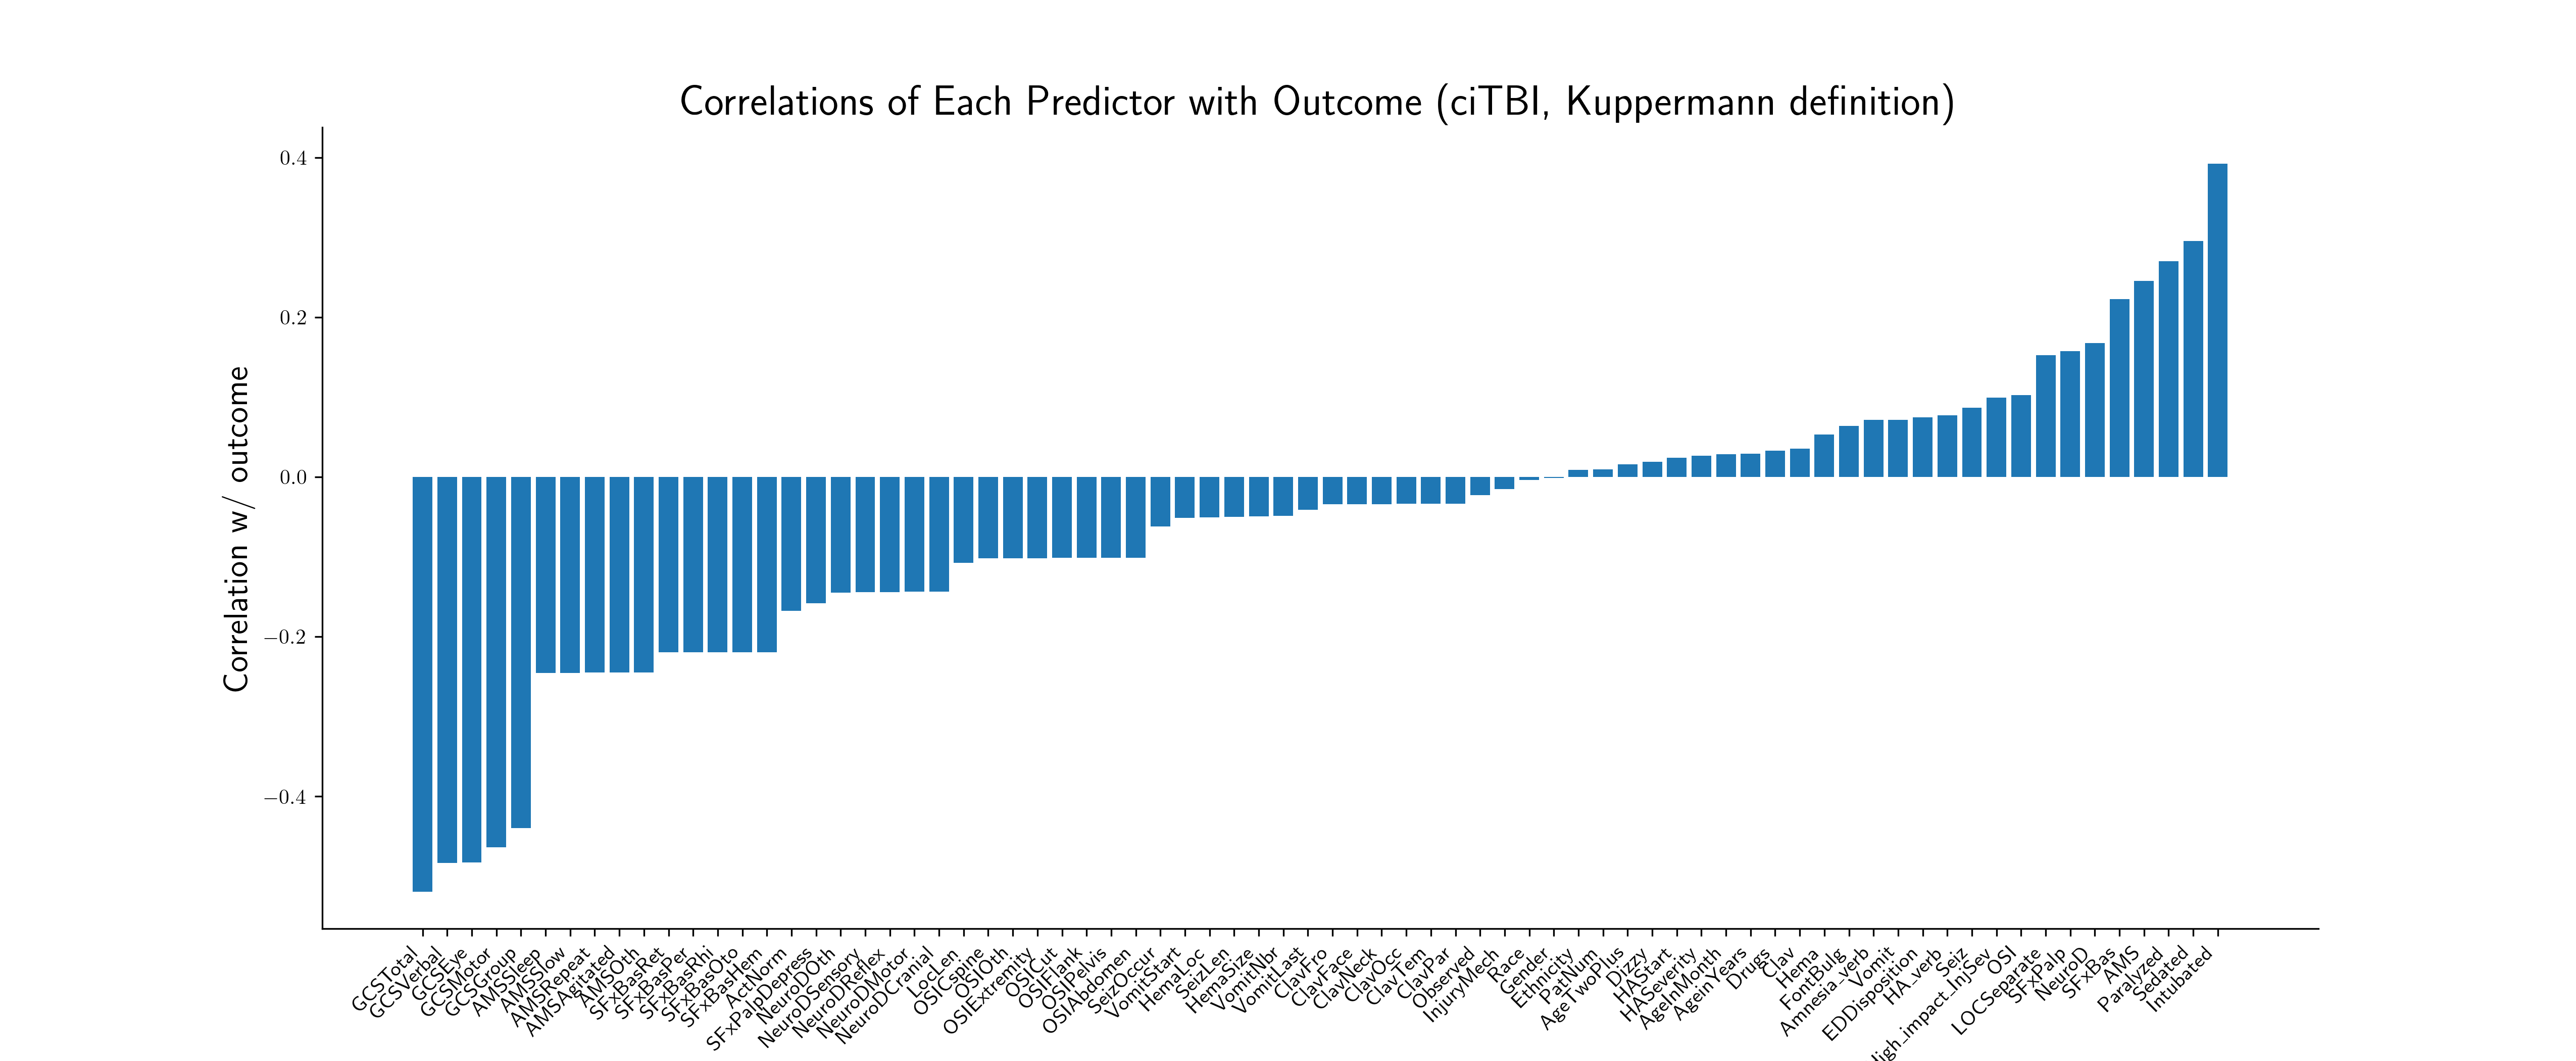 Correlations of Each Predictor with Outcome (ciTBI, Kuppermann definition)
Correlation w/ outcome
0.4
0.2
0.0
−0.2
−0.4
GCSTotal
GCSVerbal
GCSEye
GCSMotor
GCSGroup
AMSSleep
AMSSlow
AMSRepeat
AMSAgitated
AMSOth
SFxBasRet
SFxBasPer
SFxBasRhi
SFxBasOto
SFxBasHem
ActNorm
SFxPalpDepress
NeuroDOth
NeuroDSensory
NeuroDReflex
NeuroDMotor
NeuroDCranial
LocLen
OSICspine
OSIOth
OSIExtremity
OSICut
OSIFlank
OSIPelvis
OSIAbdomen
SeizOccur
VomitStart
HemaLoc
SeizLen
HemaSize
VomitNbr
VomitLast
ClavFro
ClavFace
ClavNeck
ClavOcc
ClavTem
ClavPar
Observed
InjuryMech
Race
Gender
Ethnicity
PatNum
AgeTwoPlus
Dizzy
HAStart
HASeverity
AgeInMonth
AgeinYears
Drugs
Clav
Hema
FontBulg
Amnesia_verb
Vomit
EDDisposition
HA_verb
Seiz
igh_impact_InjSev
OSI
LOCSeparate
SFxPalp
NeuroD
SFxBas
AMS
Paralyzed
Sedated
Intubated